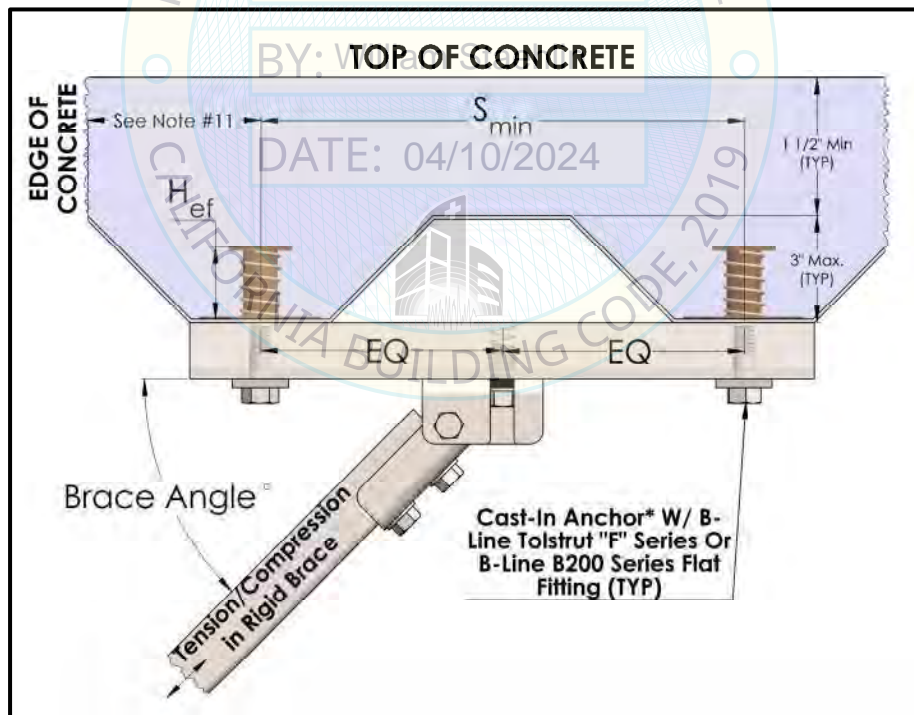 BY: William
TOP OF CONCRETE
EDGE OF
CONCRETE
See Note #11
S min
1 1/2" Min
(TYP)
DATE: 04/10/2024
H ef
3" Max.
(TYP)
CALIFORNIA BUILDING CODE, 2019
EQ
EQ
Brace Angle°
Tension/Compression
in Rigid Brace
Cast-In Anchor* W/ B-
Line Tolstrut "F" Series Or
B-Line B200 Series Flat
Fitting (TYP)